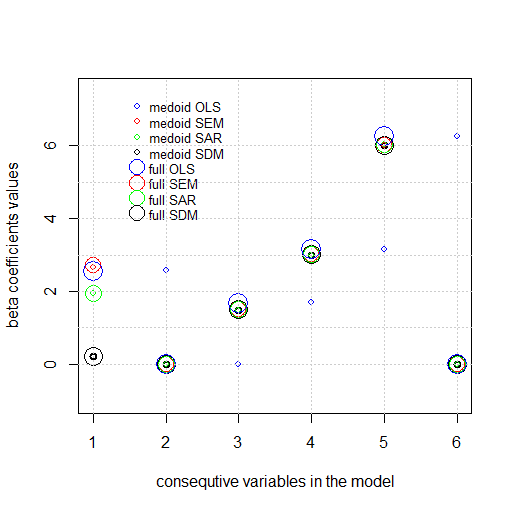 medoid OLS
medoid SEM
medoid SAR
medoid SDM
full OLS
full SEM
full SAR
full SDM
beta coefficients values
6
4
2
0
1 2 3 4 5 6
consequtive variables in the model